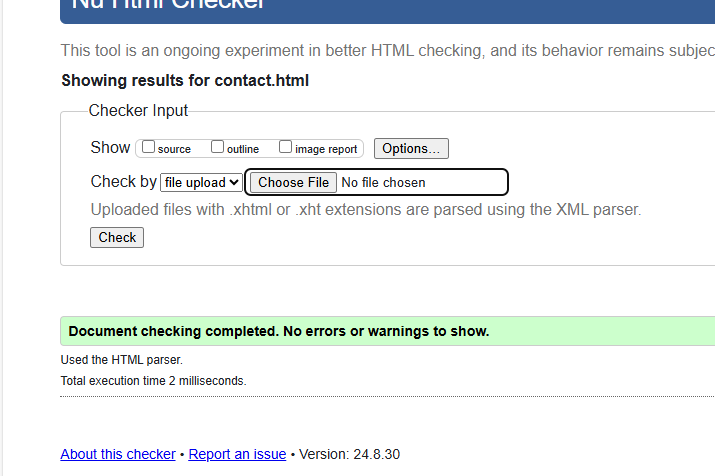 Nu Html Checker
This tool is an ongoing experiment in better HTML checking, and its behavior remains subjec
Showing results for contact.html
Checker Input
Show source outline image report Options...
Check by file upload Choose File No file chosen
Uploaded files with .xhtml or .xht extensions are parsed using the XML parser.
Check
Document checking completed. No errors or warnings to show.
Used the HTML parser.
Total execution time 2 milliseconds.
About this checker • Report an issue • Version: 24.8.30